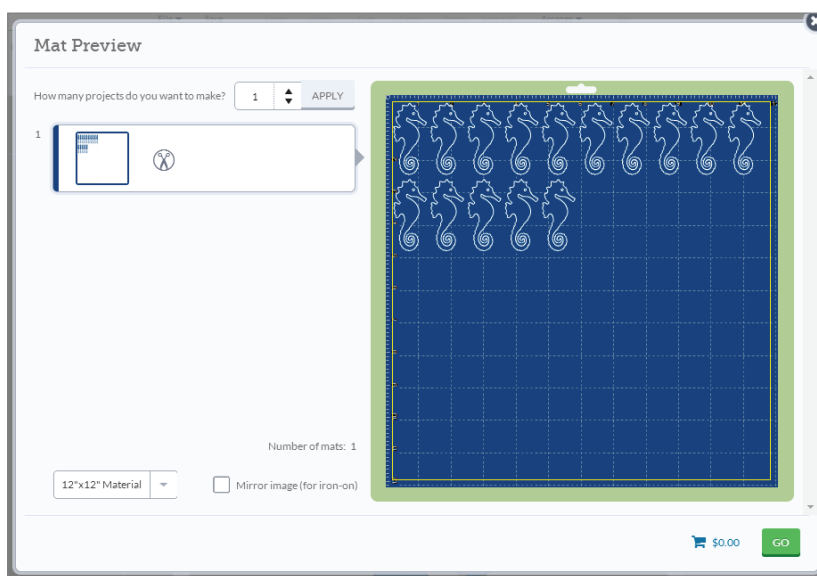 Mat Preview
How many projects do you want to make? 1 APPLY
1
Number of mats: 1
12"x12" Material
Mirror image (for iron-on)
$0.00
GO